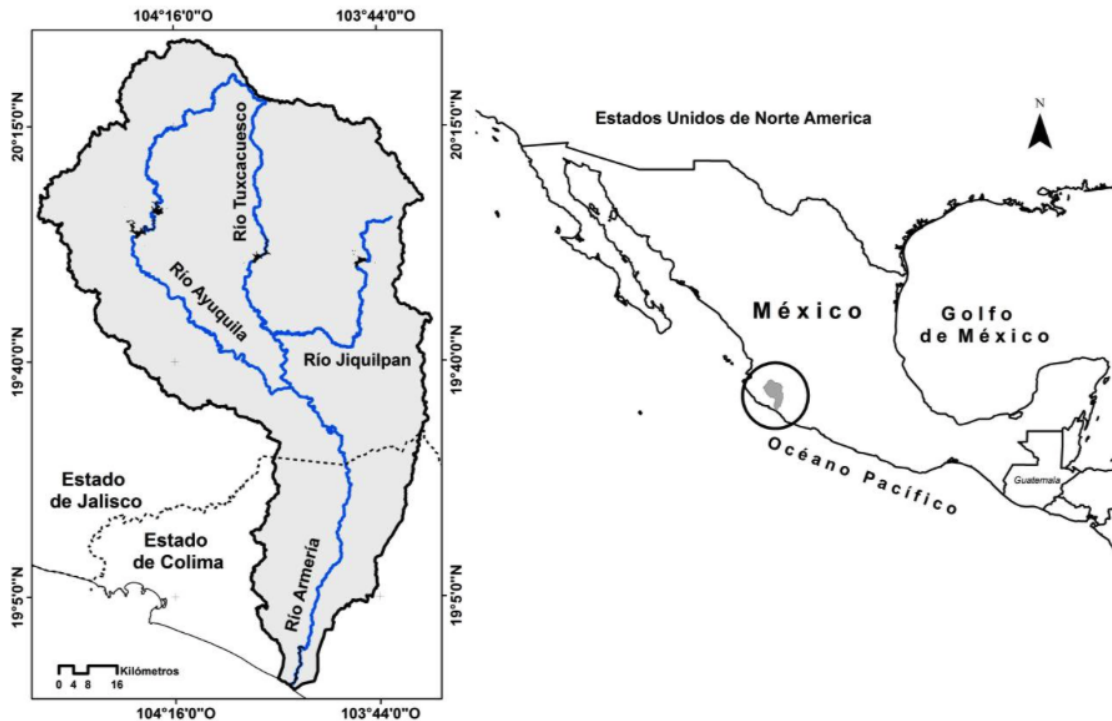 104°16'0"O
103°44'0"O
20°15'0"N
19°40'0"N
19°5'0"N
Río Tuxcacuesco
Río Ayuquila
Río Jiquilpan
Estado
de Jalisco
Estado
de Colima
Río Armería
Kilómetros
0 4 8 16
104°16'0"O
103°44'0"O
20°15'0"N
19°40'0"N
19°5'0"N
N
Estados Unidos de Norte America
México
Golfo
de México
Océano Pacífico
Guatemala